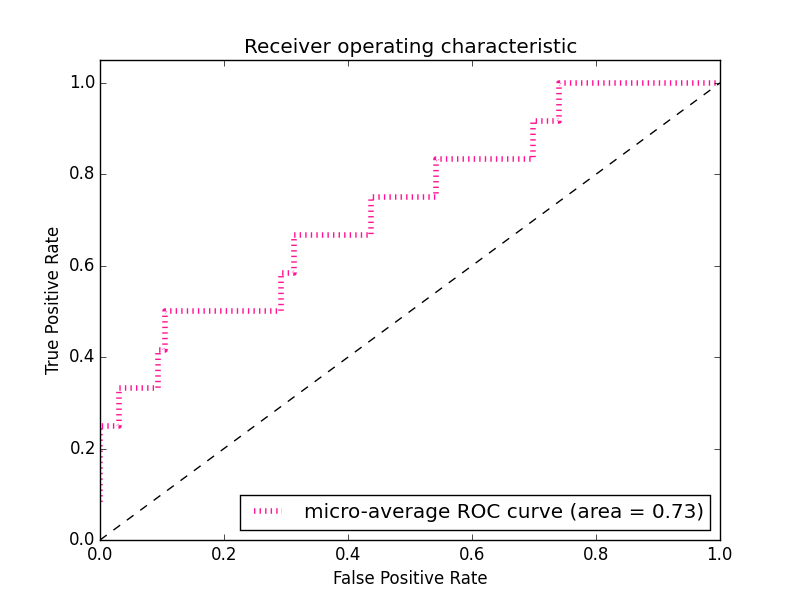 Receiver operating characteristic
1.0
0.8
0.6
0.4
0.2
0.0
True Positive Rate
micro-average ROC curve (area = 0.73)
0.0 0.2 0.4 0.6 0.8 1.0
False Positive Rate